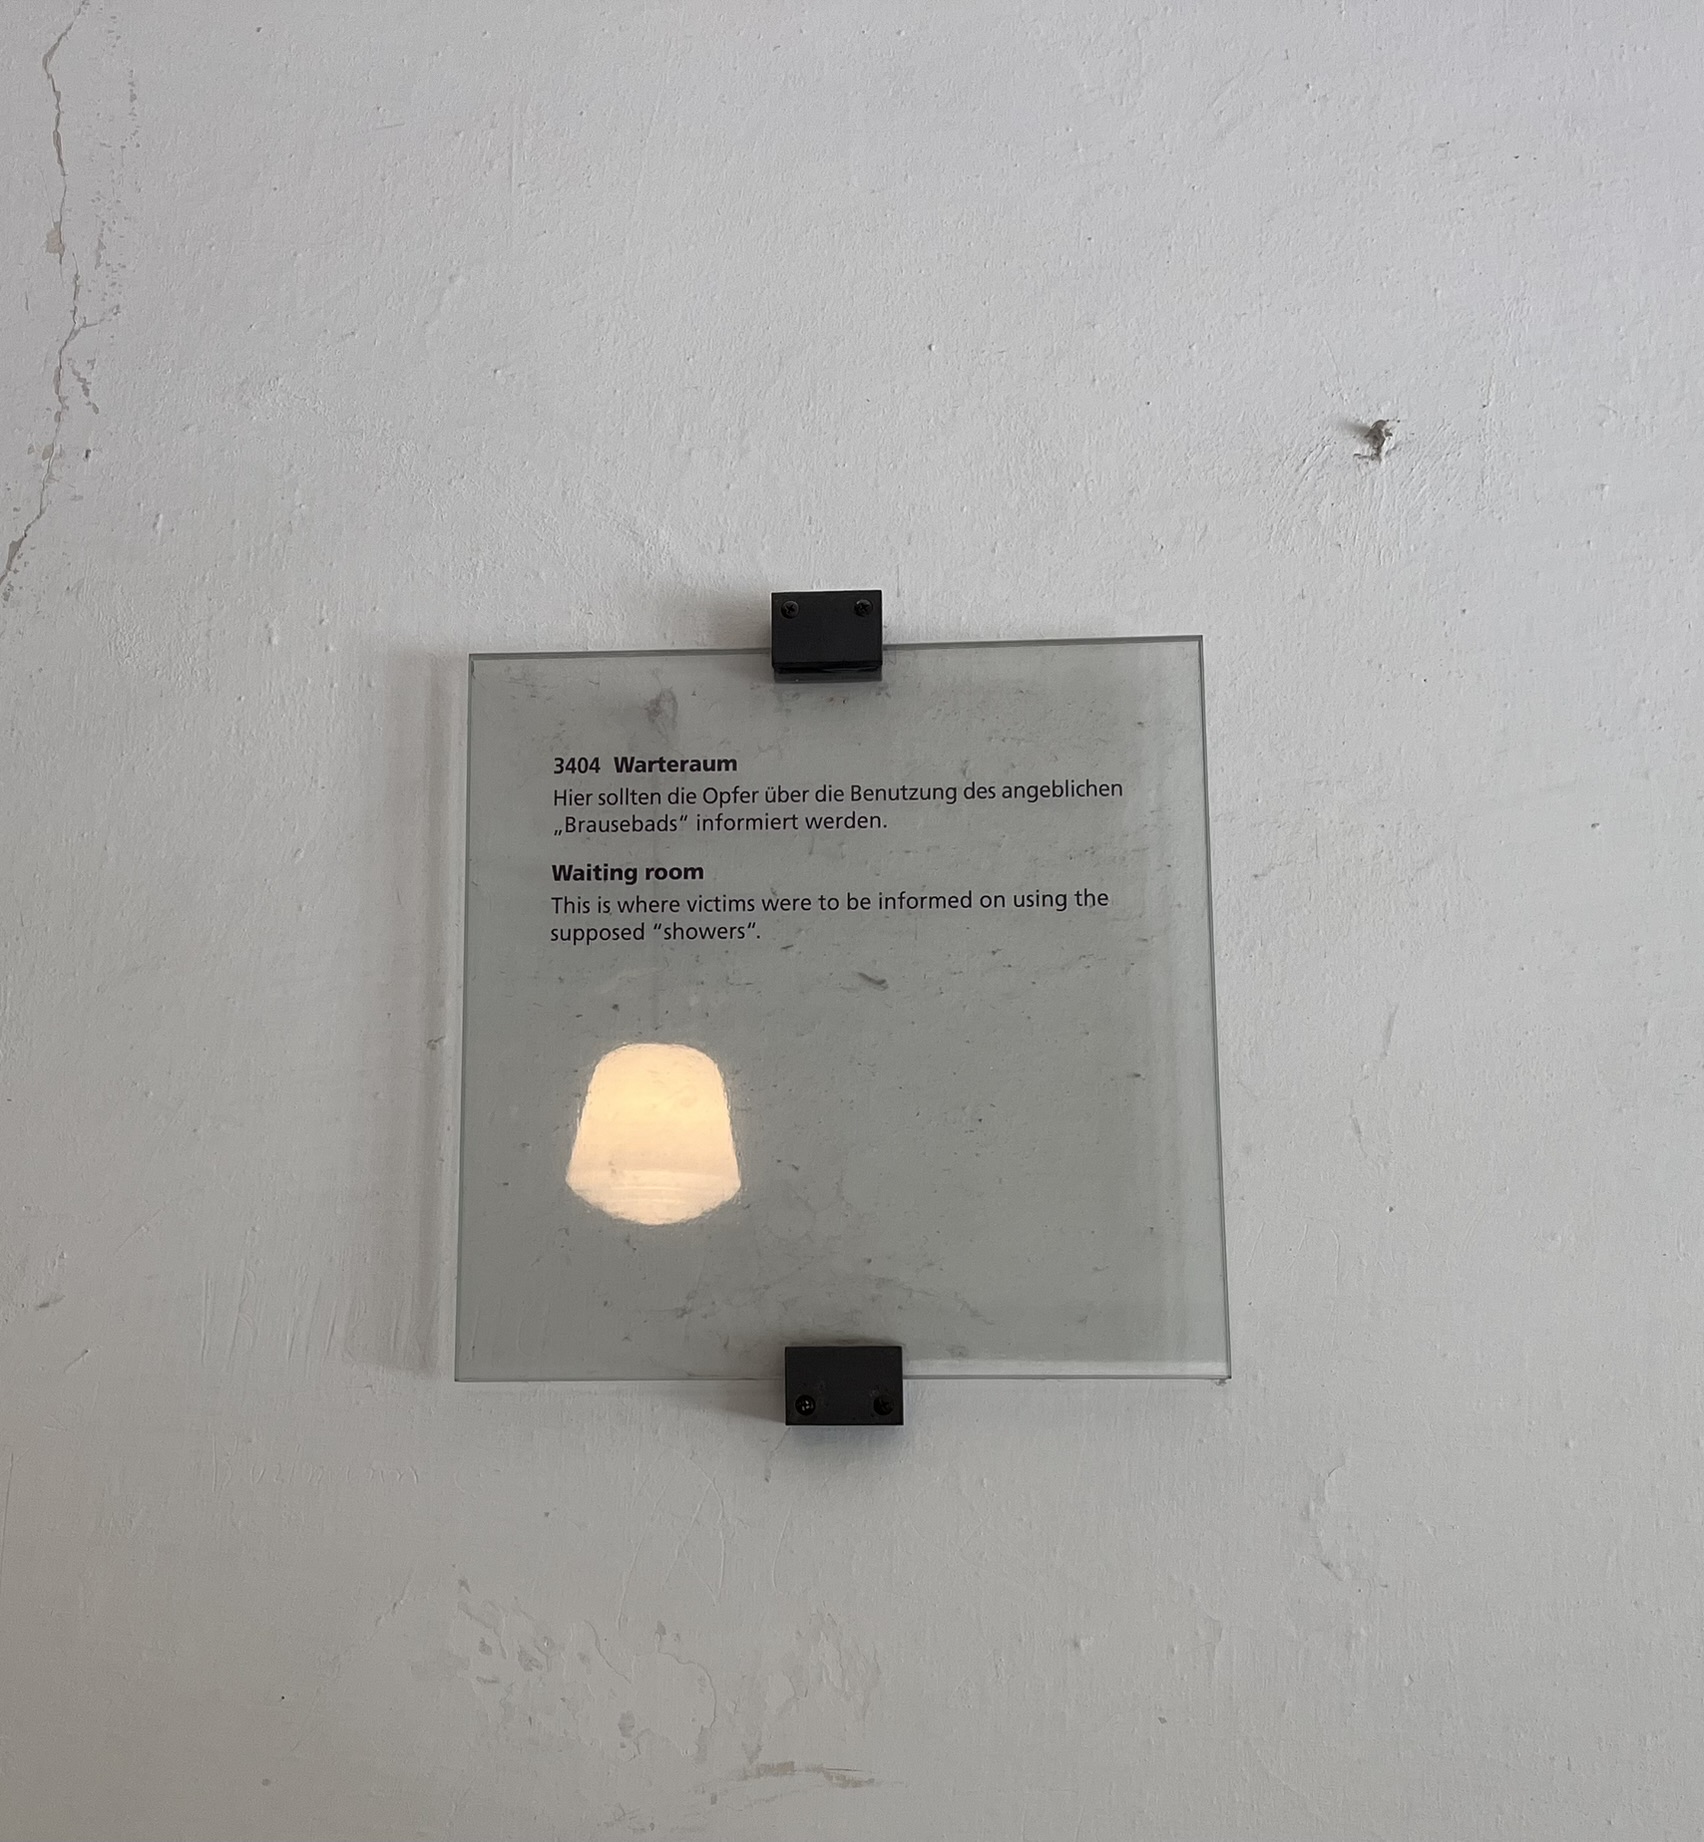 3404 Warteraum
Hier sollten die Opfer über die Benutzung des angeblichen
„Brausebads“ informiert werden.
Waiting room
This is where victims were to be informed on using the
supposed “showers“.